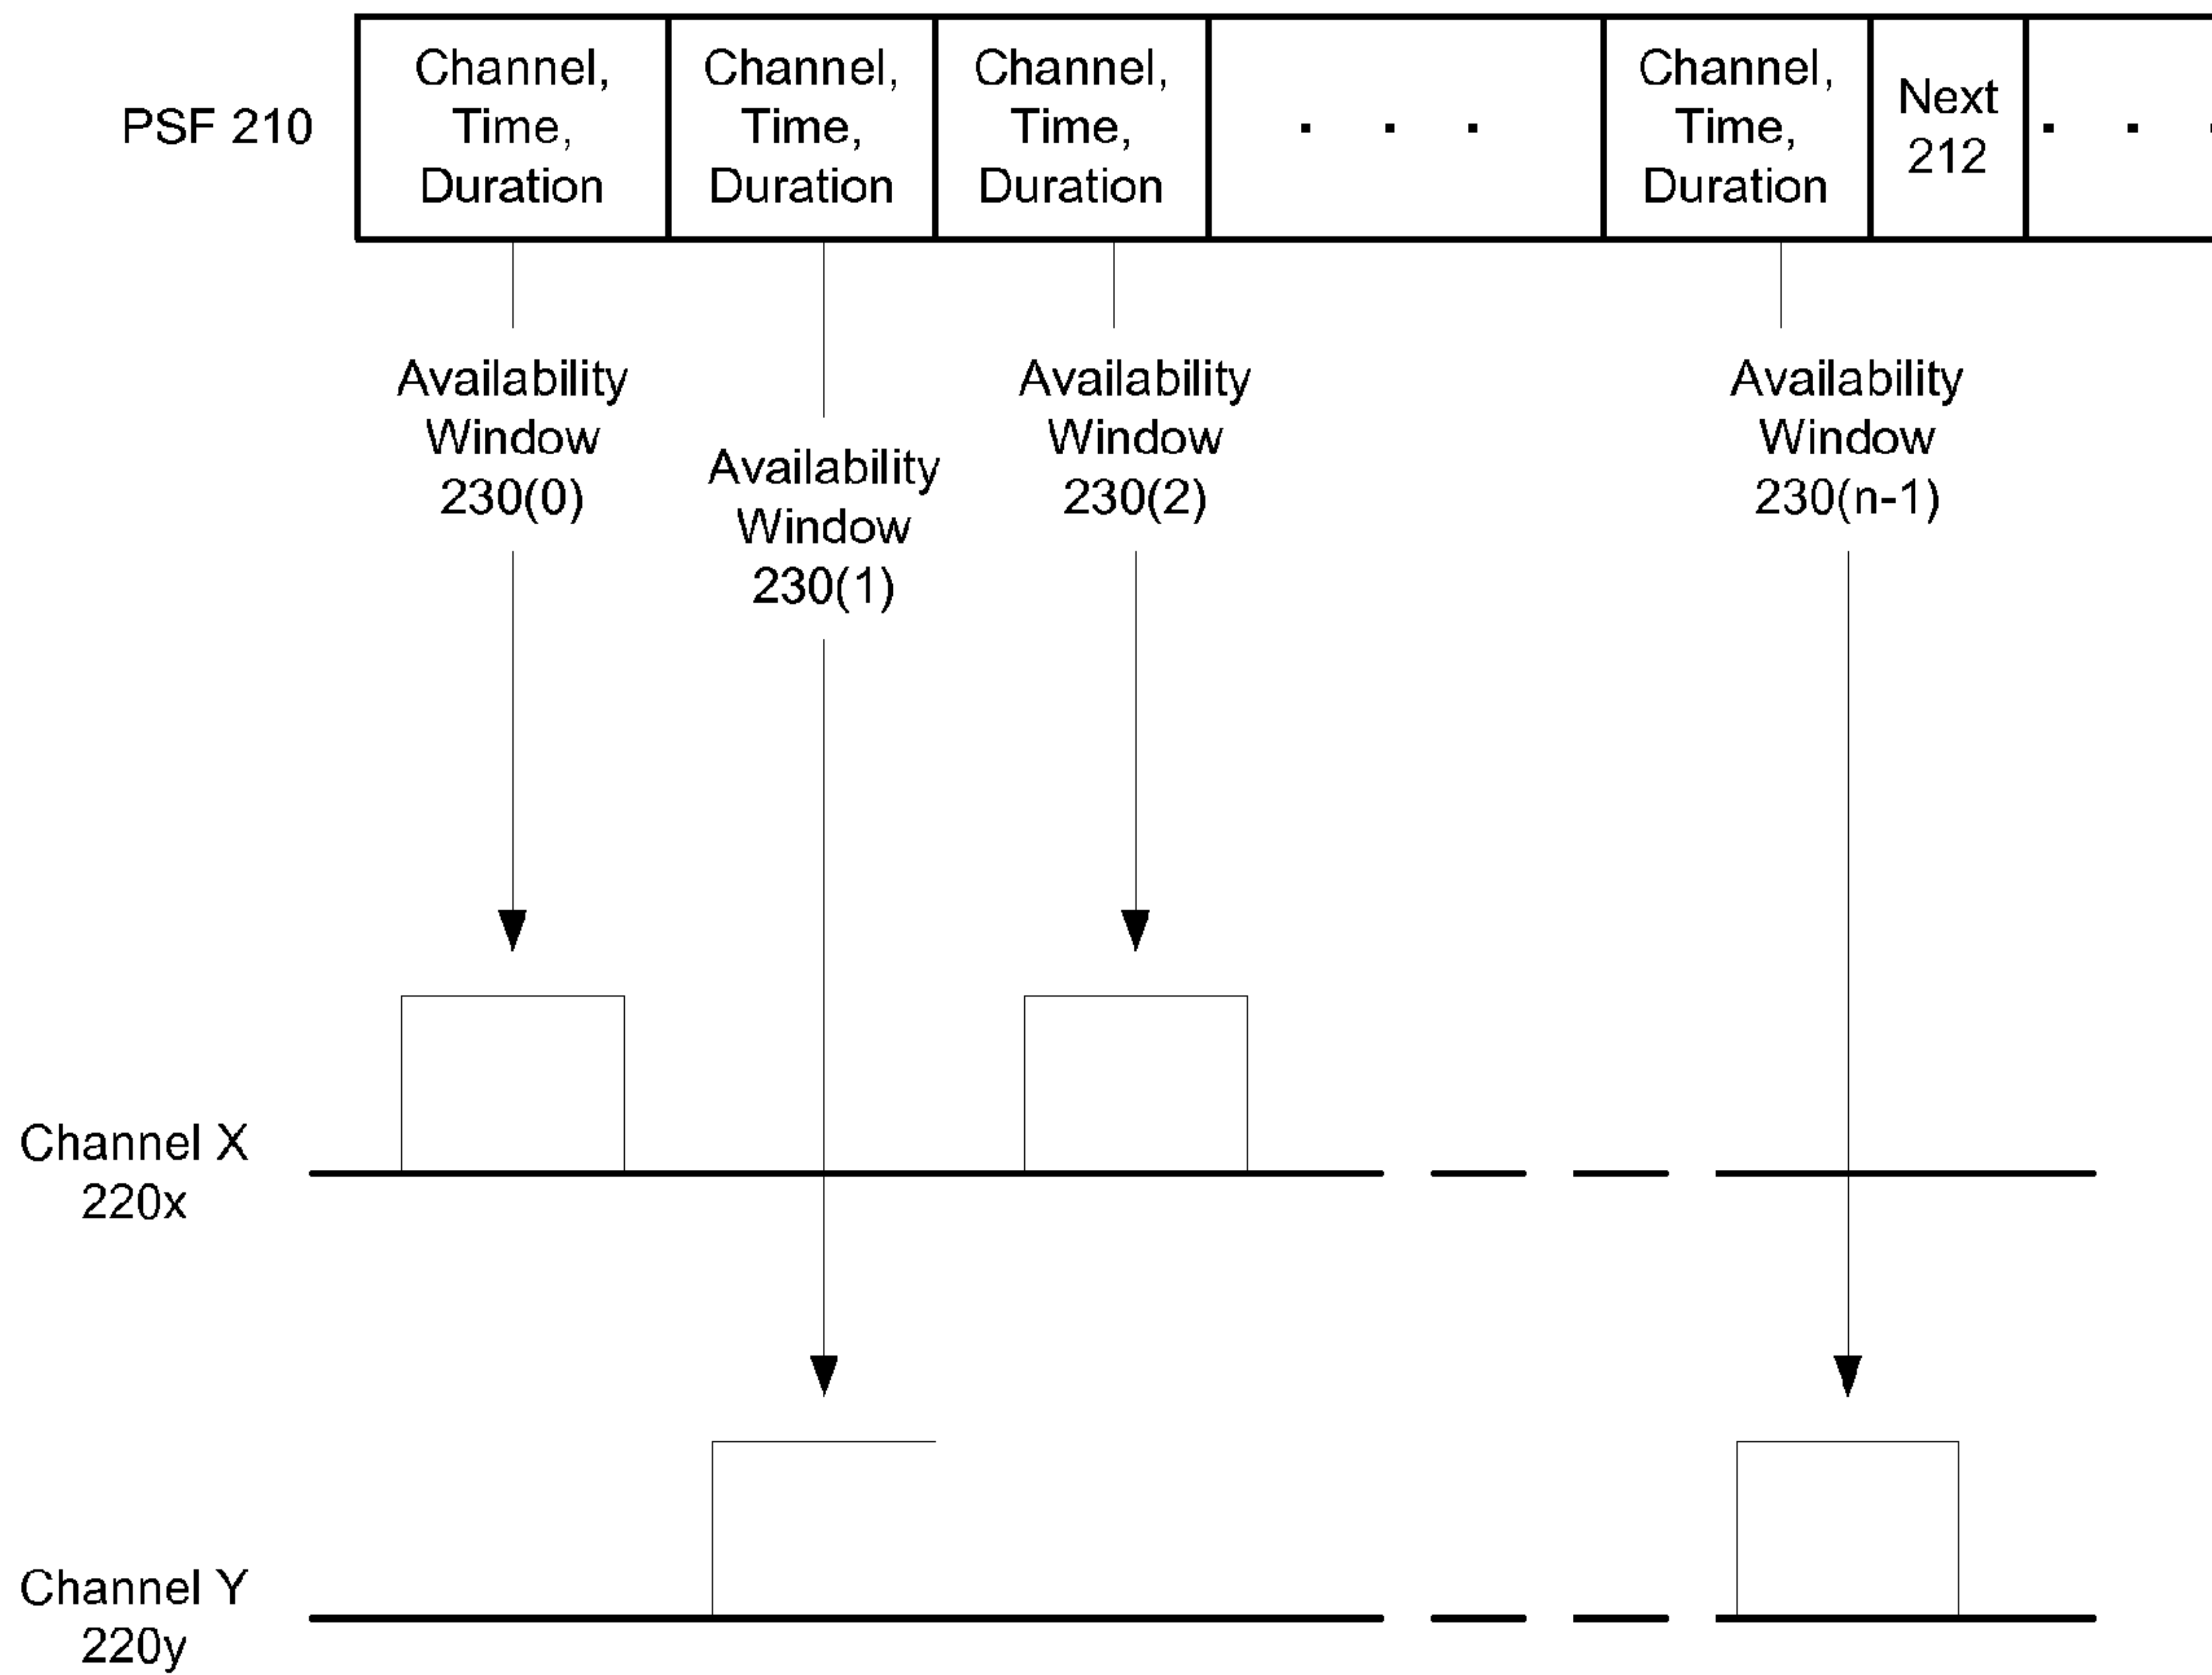 PSF 210
Channel,
Time,
Duration
Channel,
Time,
Duration
Channel,
Time,
Duration
. . .
Channel,
Time,
Duration
Next
212
. . .
Availability
Window
230(0)
Availability
Window
230(1)
Availability
Window
230(2)
Availability
Window
230(n-1)
Channel X
220x
Channel Y
220y